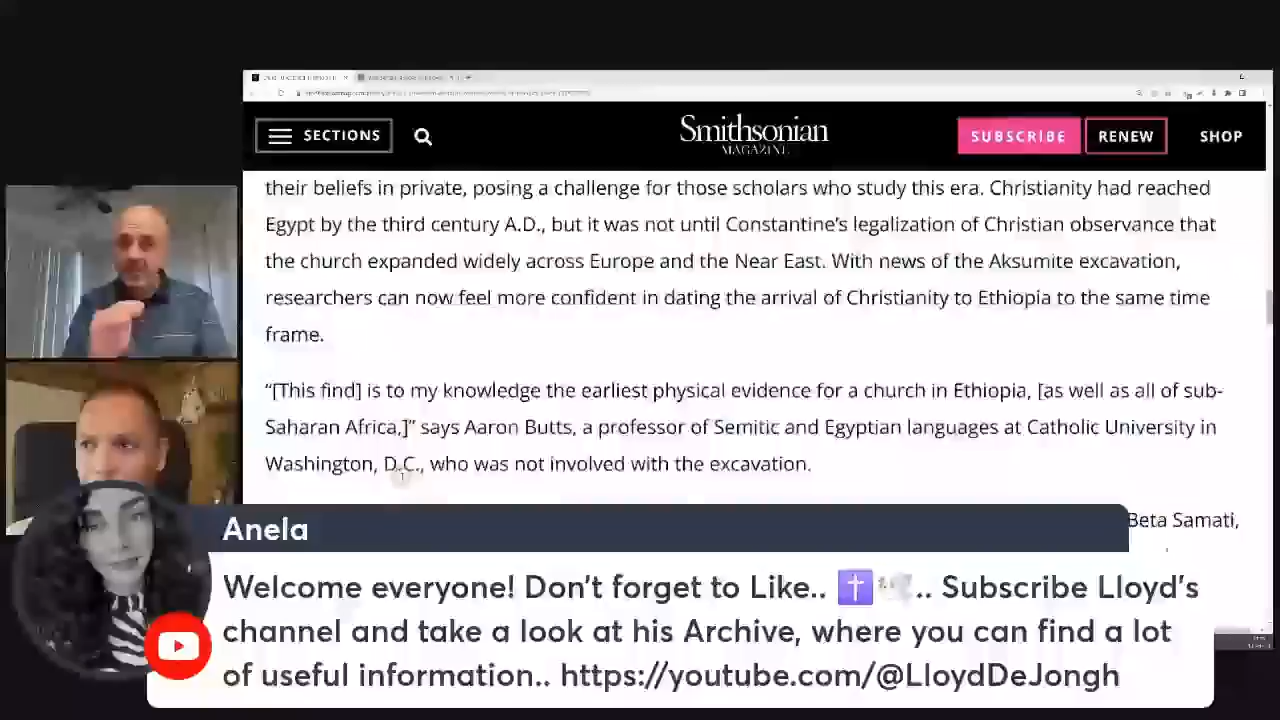 SECTIONS
Smithsonian
MAGAZINE
SUBSCRIBE
RENEW
SHOP
their beliefs in private, posing a challenge for those scholars who study this era. Christianity had reached
Egypt by the third century A.D., but it was not until Constantine’s legalization of Christian observance that
the church expanded widely across Europe and the Near East. With news of the Aksumite excavation,
researchers can now feel more confident in dating the arrival of Christianity to Ethiopia to the same time
frame.
“[This find] is to my knowledge the earliest physical evidence for a church in Ethiopia, [as well as all of sub-
Saharan Africa,]” says Aaron Butts, a professor of Semitic and Egyptian languages at Catholic University in
Washington, D.C., who was not involved with the excavation.
Beta Samati,
Anela
Welcome everyone! Don’t forget to Like.. ✝️🕊️.. Subscribe Lloyd’s
channel and take a look at his Archive, where you can find a lot
of useful information.. https://youtube.com/@LloydDeJongh